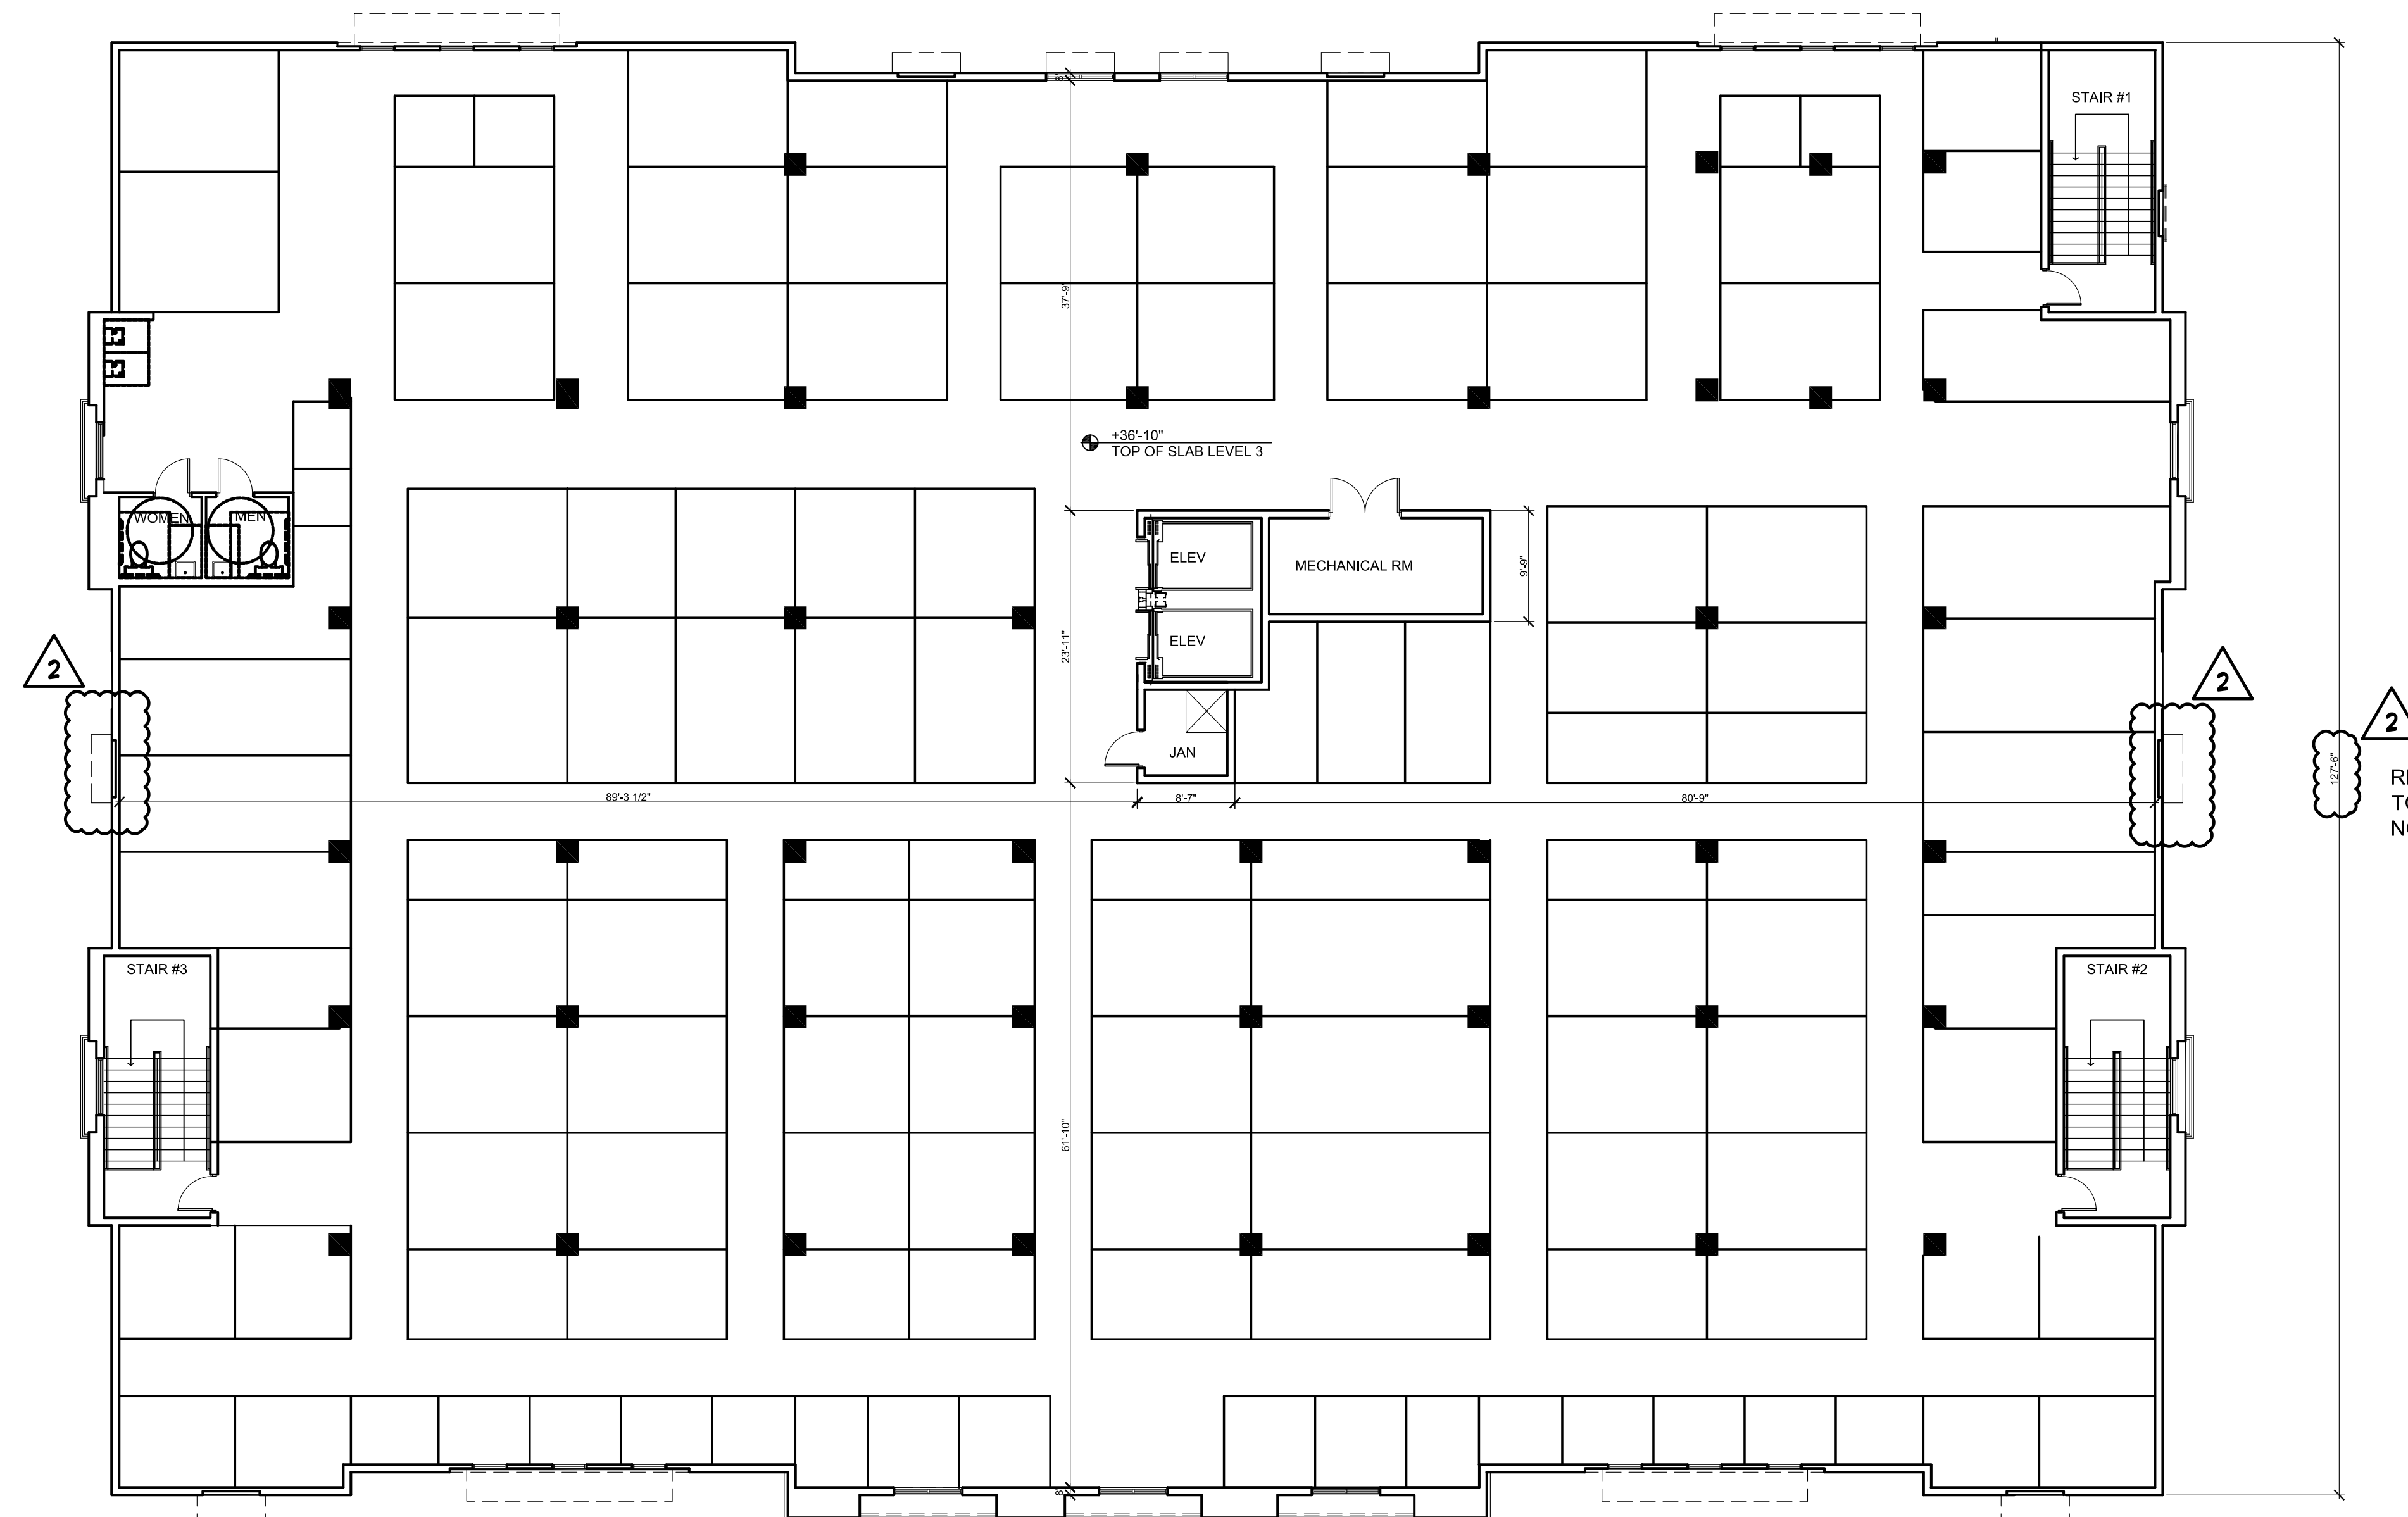 STAIR #1
8"
37'-9"
+36'-10"
TOP OF SLAB LEVEL 3
WOMEN
MEN
ELEV
MECHANICAL RM
9'-9"
23'-11"
ELEV
2
2
2
JAN
127'-6"
89'-3 1/2"
8'-7"
80'-9"
STAIR #3
STAIR #2
61'-10"
8"